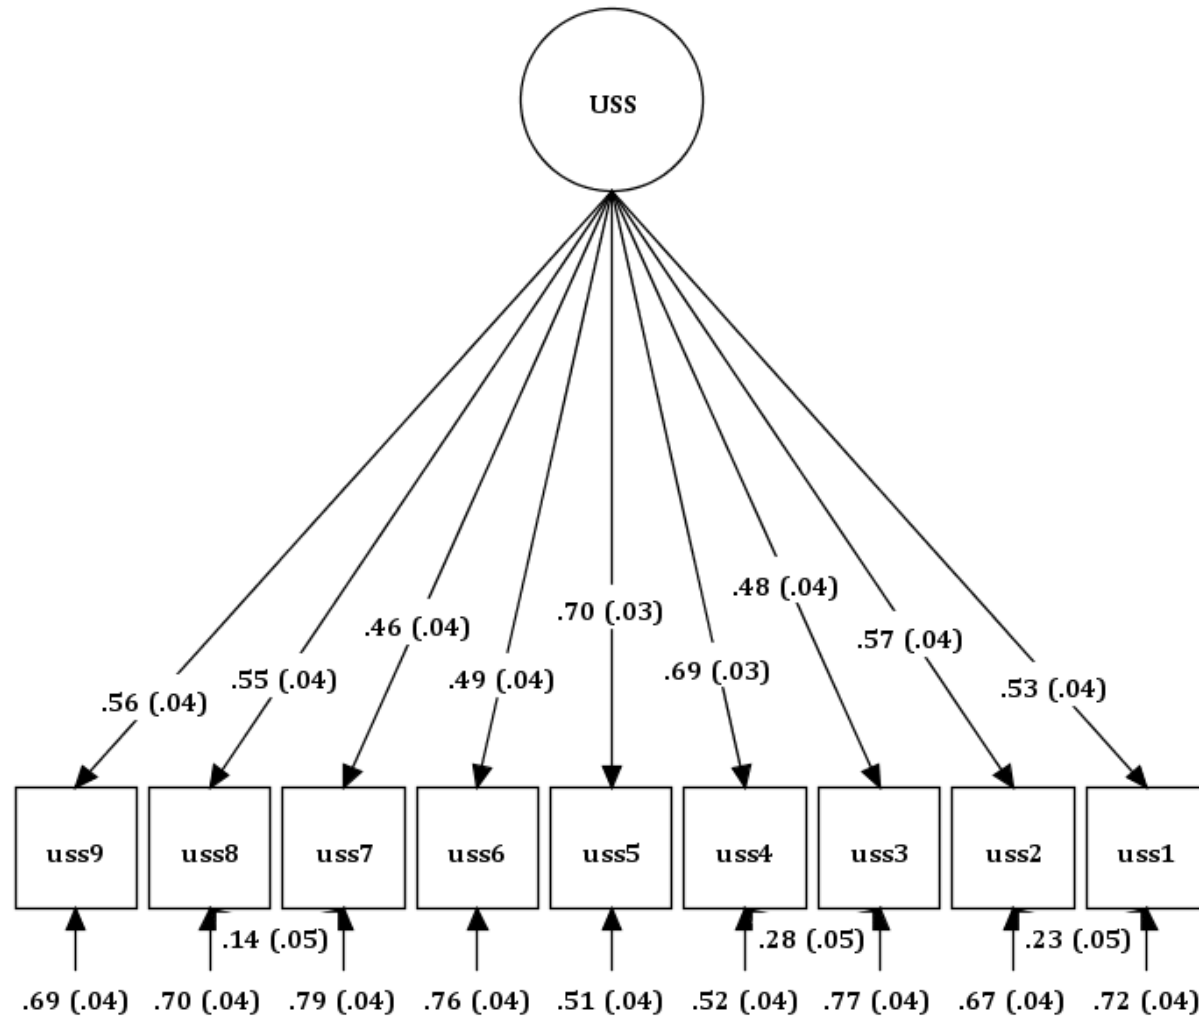 USS
.48 (.04)
.70 (.03)
.46 (.04)
.57 (.04)
.69 (.03)
.55 (.04)
.49 (.04)
.53 (.04)
.56 (.04)
uss9 uss8 uss7 uss6 uss5 uss4 uss3 uss2 uss1
.14 (.05) .28 (.05) .23 (.05)
.69 (.04) .70 (.04) .79 (.04) .76 (.04) .51 (.04) .52 (.04) .77 (.04) .67 (.04) .72 (.04)